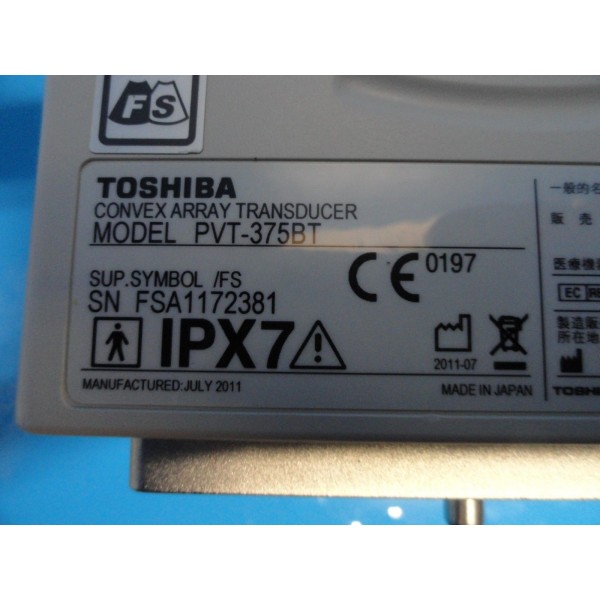 FS
TOSHIBA
CONVEX ARRAY TRANSDUCER
MODEL PVT-375BT
SUP.SYMBOL /FS
SN FSA1172381
CE 0197
IPX7
2011-07
MANUFACTURED:JULY 2011
MADE IN JAPAN
一般的名
販 売
医療機器
EC
製造販
所在地
TOSHIB